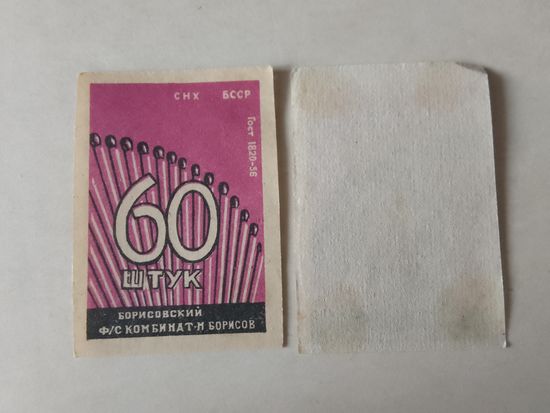 СНХ БССР
Гост 1820-56
60
ШТУК
БОРИСОВСКИЙ
Ф/С КОМБИНАТ-Н БОРИСОВ